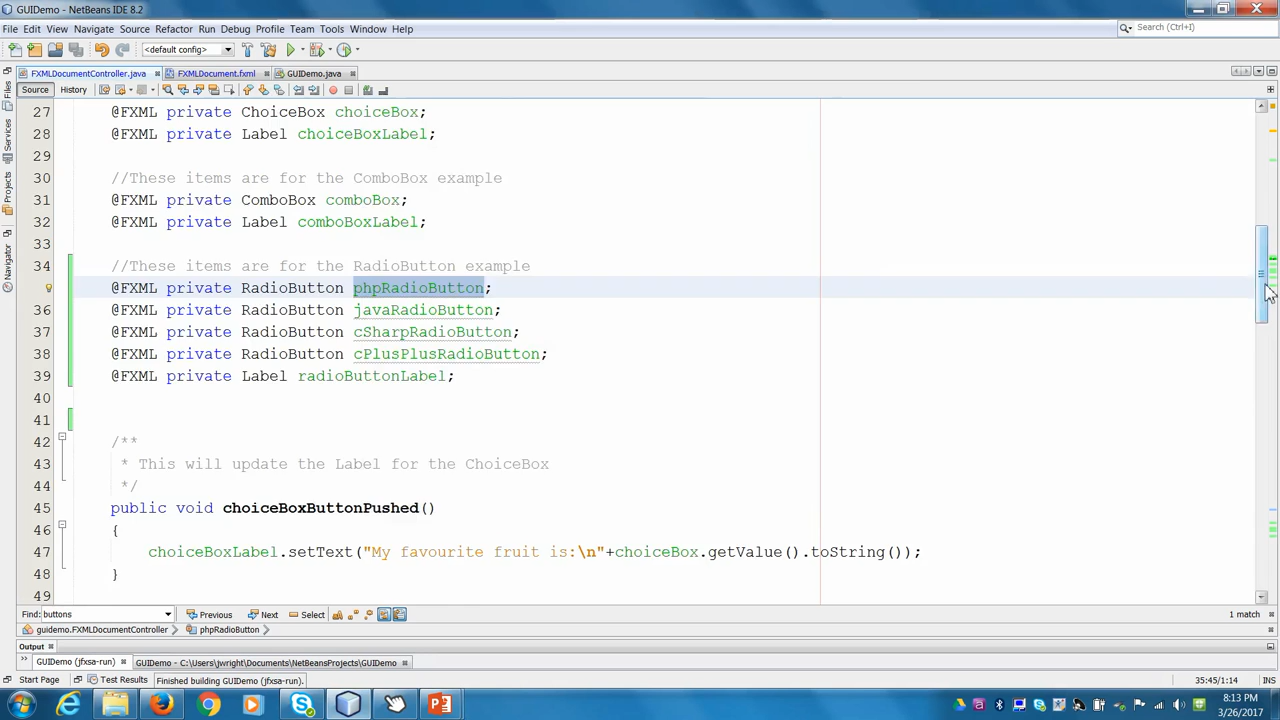 GUIDemo - NetBeans IDE 8.2
File Edit View Navigate Source Refactor Run Debug Profile Team Tools Window Help
Search (Ctrl+I)
<default config>
FXMLDocumentController.java FXMLDocument.fxml GUIDemo.java
Source History
Files
Services
Projects
Navigator
27 @FXML private ChoiceBox choiceBox;
28 @FXML private Label choiceBoxLabel;
29
30 //These items are for the ComboBox example
31 @FXML private ComboBox comboBox;
32 @FXML private Label comboBoxLabel;
33
34 //These items are for the RadioButton example
@FXML private RadioButton phpRadioButton;
36 @FXML private RadioButton javaRadioButton;
37 @FXML private RadioButton cSharpRadioButton;
38 @FXML private RadioButton cPlusPlusRadioButton;
39 @FXML private Label radioButtonLabel;
40
41
42 /**
43 * This will update the Label for the ChoiceBox
44 */
45 public void choiceBoxButtonPushed()
46 {
47 choiceBoxLabel.setText("My favourite fruit is:\n"+choiceBox.getValue().toString());
48 }
49
Find: buttons Previous Next Select 1 match
guidemo.FXMLDocumentController phpRadioButton
Output
GUIDemo (jfxsa-run) GUIDemo - C:\Users\jwright\Documents\NetBeansProjects\GUIDemo
Start Page Test Results Finished building GUIDemo (jfxsa-run). 35:45/1:14 INS
8:13 PM
3/26/2017